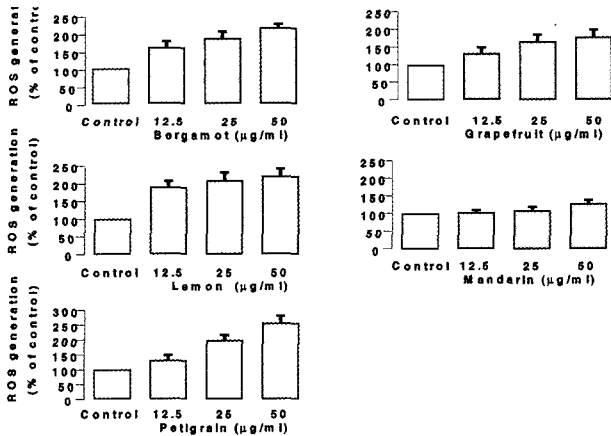 ROS generat
(% of contr
250
200
150
100
50
0
Control 12.5 25 50
Bergamot (µg/ml)
250
200
150
100
50
0
Control 12.5 25 50
Grapefruit (µg/ml)
ROS generation
(% of control)
250
200
150
100
50
0
Control 12.5 25 50
Lemon (µg/ml)
250
200
150
100
50
0
Control 12.5 25 50
Mandarin (µg/ml)
ROS generation
(% of control)
300
250
200
150
100
50
0
Control 12.5 25 50
Petigrain (µg/ml)